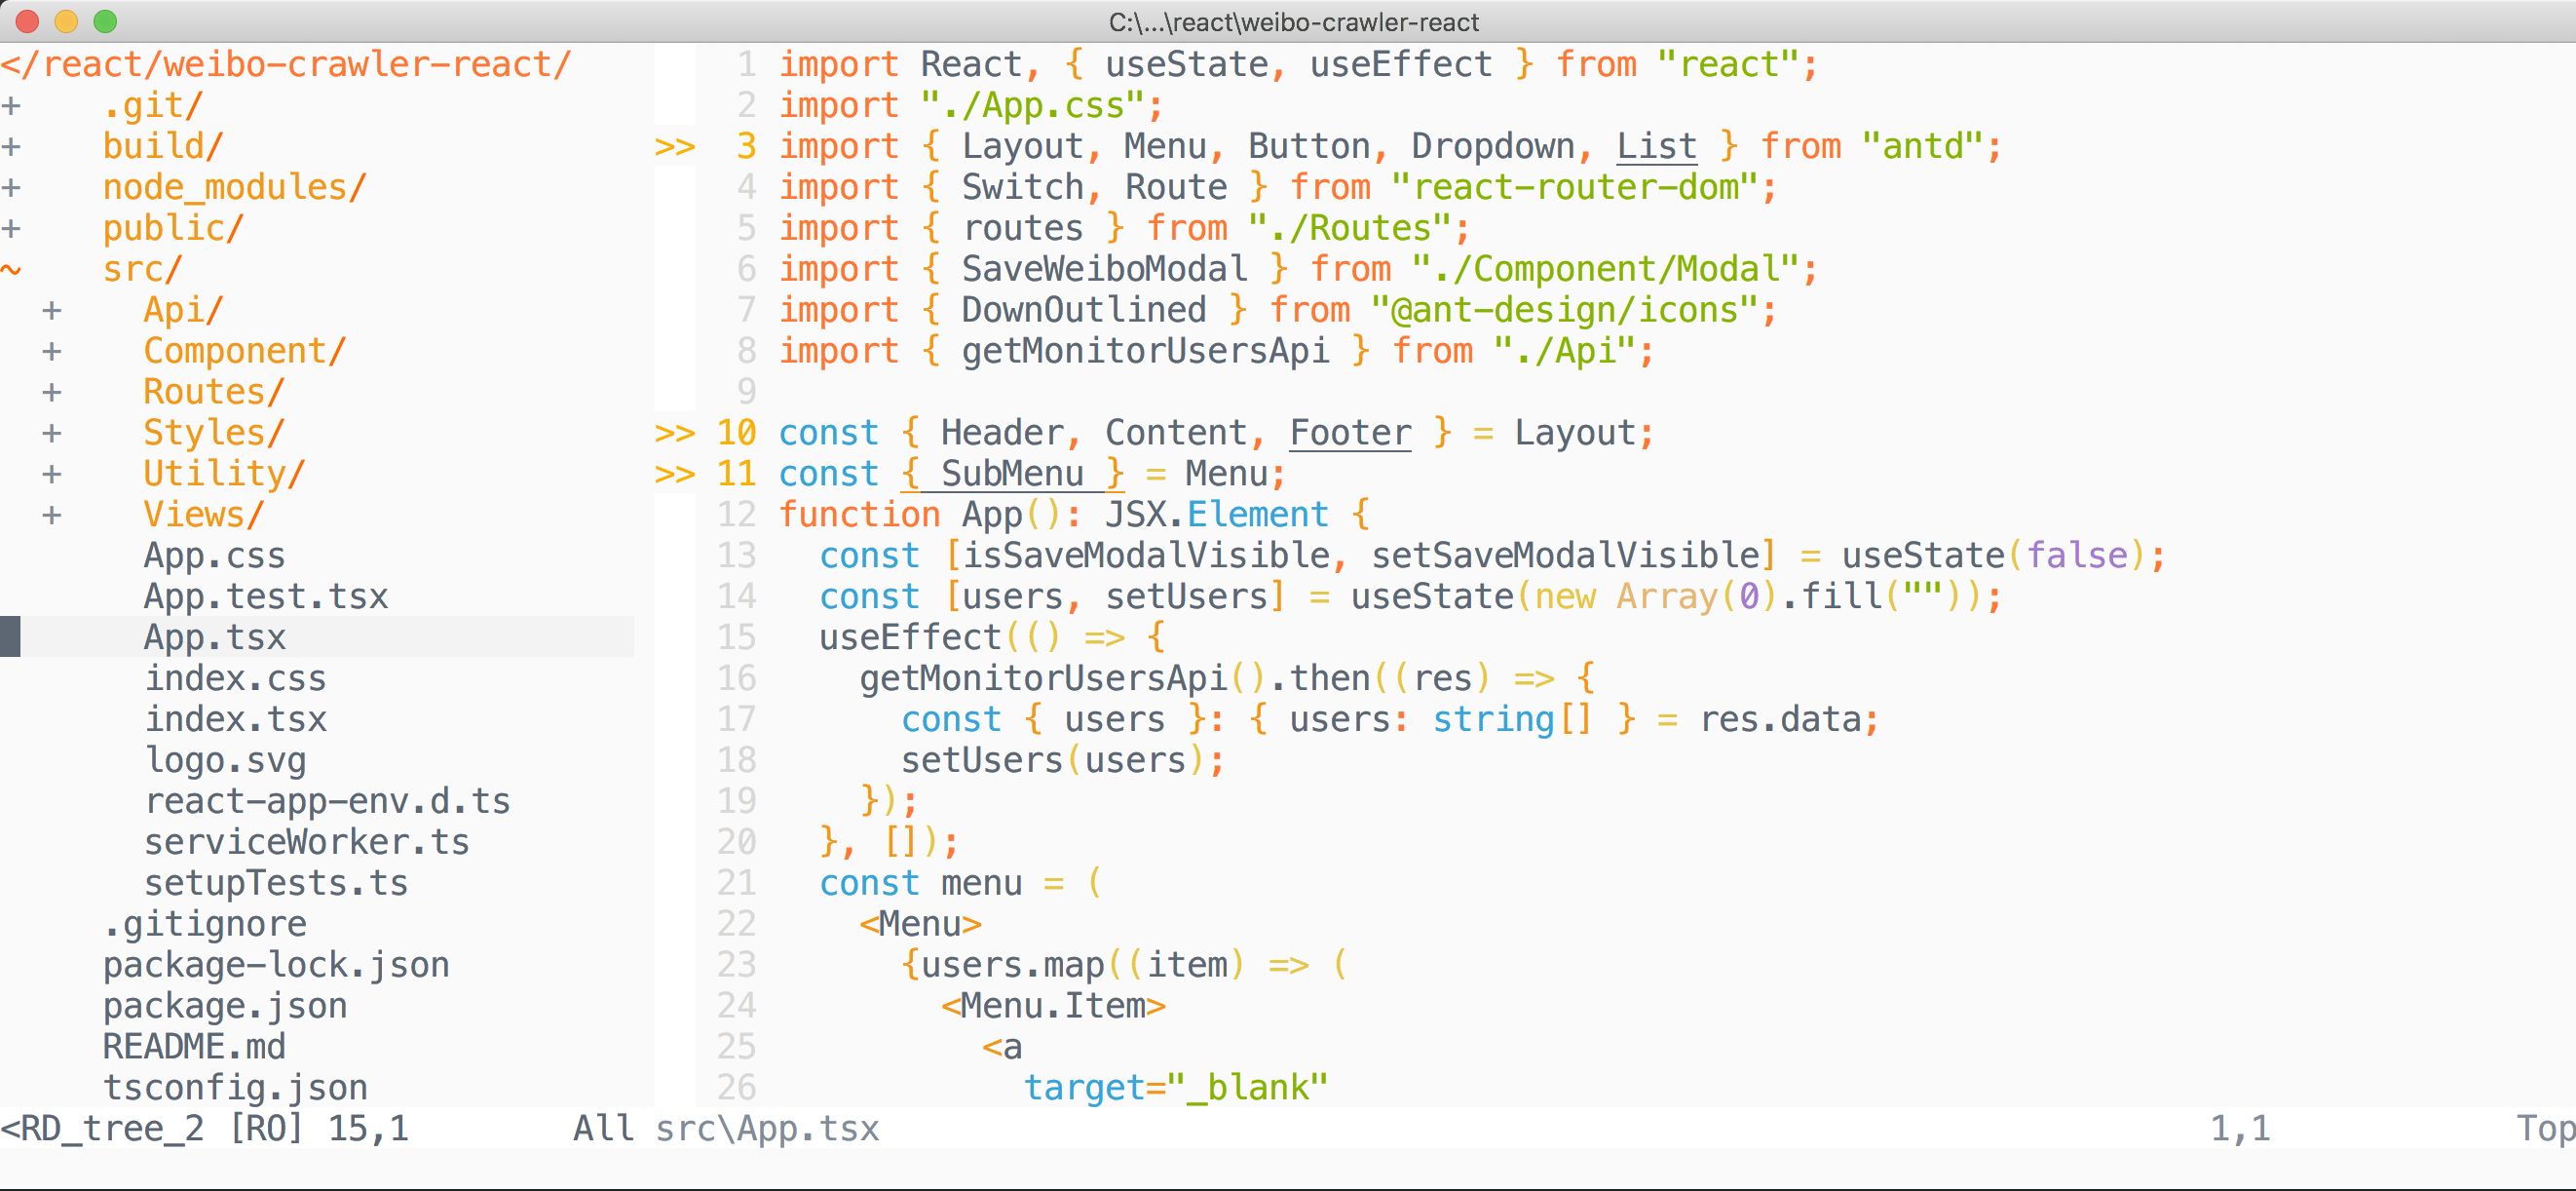 C:\...\react\weibo-crawler-react
</react/weibo-crawler-react/
+    .git/
+    build/
+    node_modules/
+    public/
~    src/
  +    Api/
  +    Component/
  +    Routes/
  +    Styles/
  +    Utility/
  +    Views/
       App.css
       App.test.tsx
       App.tsx
       index.css
       index.tsx
       logo.svg
       react-app-env.d.ts
       serviceWorker.ts
       setupTests.ts
     .gitignore
     package-lock.json
     package.json
     README.md
     tsconfig.json
<RD_tree_2 [RO] 15,1        All
   1 import React, { useState, useEffect } from "react";
   2 import "./App.css";
>> 3 import { Layout, Menu, Button, Dropdown, List } from "antd";
   4 import { Switch, Route } from "react-router-dom";
   5 import { routes } from "./Routes";
   6 import { SaveWeiboModal } from "./Component/Modal";
   7 import { DownOutlined } from "@ant-design/icons";
   8 import { getMonitorUsersApi } from "./Api";
   9
>> 10 const { Header, Content, Footer } = Layout;
>> 11 const { SubMenu } = Menu;
   12 function App(): JSX.Element {
   13   const [isSaveModalVisible, setSaveModalVisible] = useState(false);
   14   const [users, setUsers] = useState(new Array(0).fill(""));
   15   useEffect(() => {
   16     getMonitorUsersApi().then((res) => {
   17       const { users }: { users: string[] } = res.data;
   18       setUsers(users);
   19     });
   20   }, []);
   21   const menu = (
   22     <Menu>
   23       {users.map((item) => (
   24         <Menu.Item>
   25           <a
   26             target="_blank"
src\App.tsx        1,1        Top